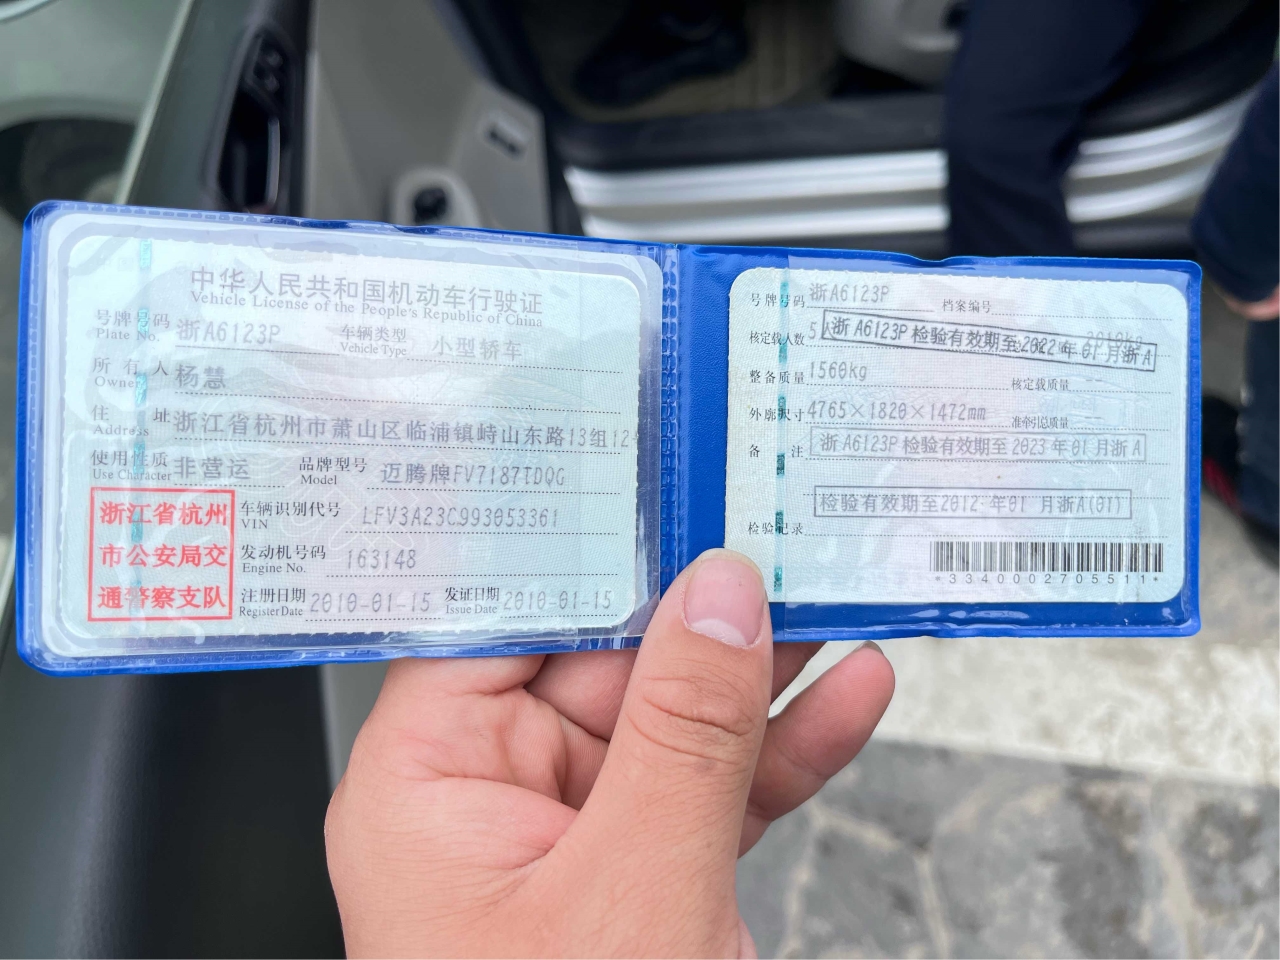 中华人民共和国机动车行驶证
Vehicle License of the People's Republic of China
号牌号码 浙A6123P 车辆类型 小型轿车
Plate No. Vehicle Type
所有人 杨慧
Owner
住址 浙江省杭州市萧山区临浦镇峙山东路13组12
Address
使用性质 非营运 品牌型号 迈腾牌FV7187TDQG
Use Character Model
浙江省杭州
市公安局交
通警察支队
车辆识别代号 LFV3A23C993053361
VIN
发动机号码 163148
Engine No.
注册日期 2010-01-15 发证日期 2010-01-15
Register Date Issue Date
号牌号码 浙A6123P 档案编号
核定载人数 5人 2010kg
浙A6123P 检验有效期至2022年01月浙A
整备质量 1560kg 核定载质量 --
外廓尺寸 4765×1820×1472mm 准牵引总质量 --
备注 浙A6123P 检验有效期至2023年01月浙A
检验有效期至2012年01月浙A(01)
检验记录
*3340002705511*